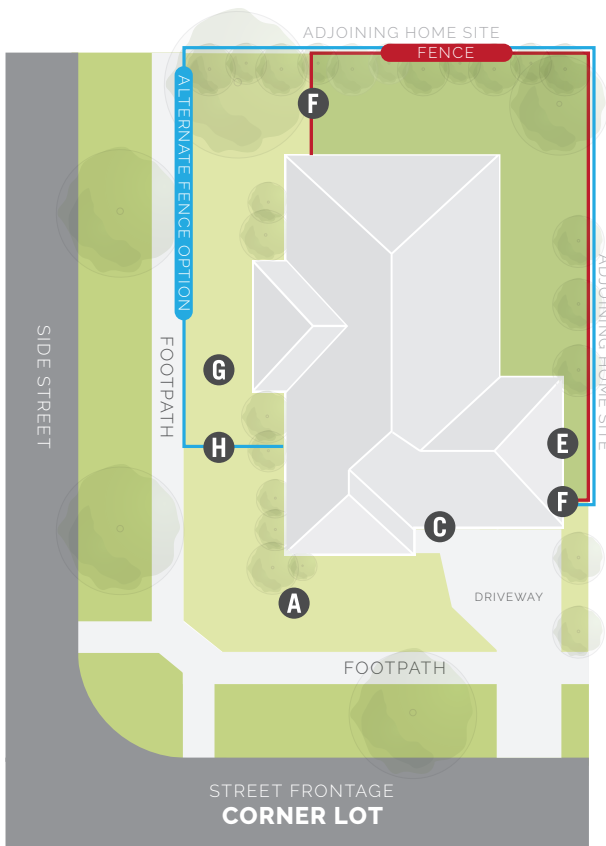 ADJOINING HOME SITE
FENCE
F
ALTERNATE FENCE OPTION
ADJOINING HOME SITE
SIDE STREET
FOOTPATH
G
H
E
F
C
A
DRIVEWAY
FOOTPATH
STREET FRONTAGE
CORNER LOT